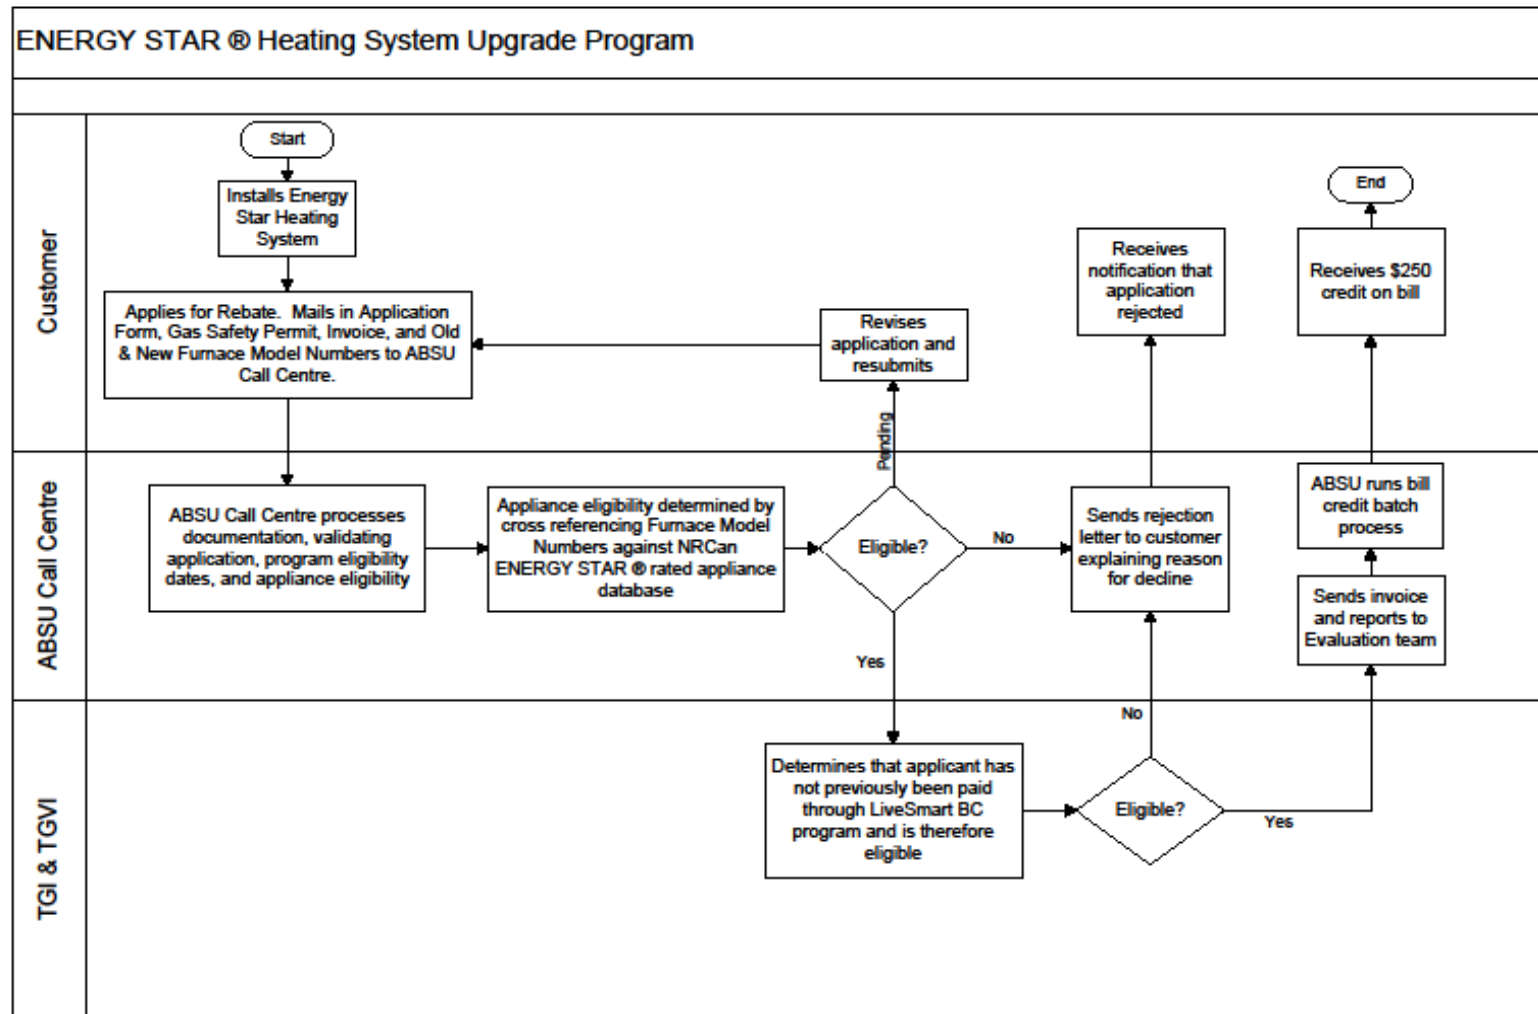 ENERGY STAR ® Heating System Upgrade Program
Customer
Start
Installs Energy
Star Heating
System
Applies for Rebate.  Mails in Application
Form, Gas Safety Permit, Invoice, and Old
& New Furnace Model Numbers to ABSU
Call Centre.
Revises
application and
resubmits
Receives
notification that
application
rejected
End
Receives $250
credit on bill
Pending
ABSU Call Centre
ABSU Call Centre processes
documentation, validating
application, program eligibility
dates, and appliance eligibility
Appliance eligibility determined by
cross referencing Furnace Model
Numbers against NRCan
ENERGY STAR ® rated appliance
database
Eligible?
No
Yes
Sends rejection
letter to customer
explaining reason
for decline
ABSU runs bill
credit batch
process
Sends invoice
and reports to
Evaluation team
TGI & TGVI
Determines that applicant has
not previously been paid
through LiveSmart BC
program and is therefore
eligible
Eligible?
No
Yes